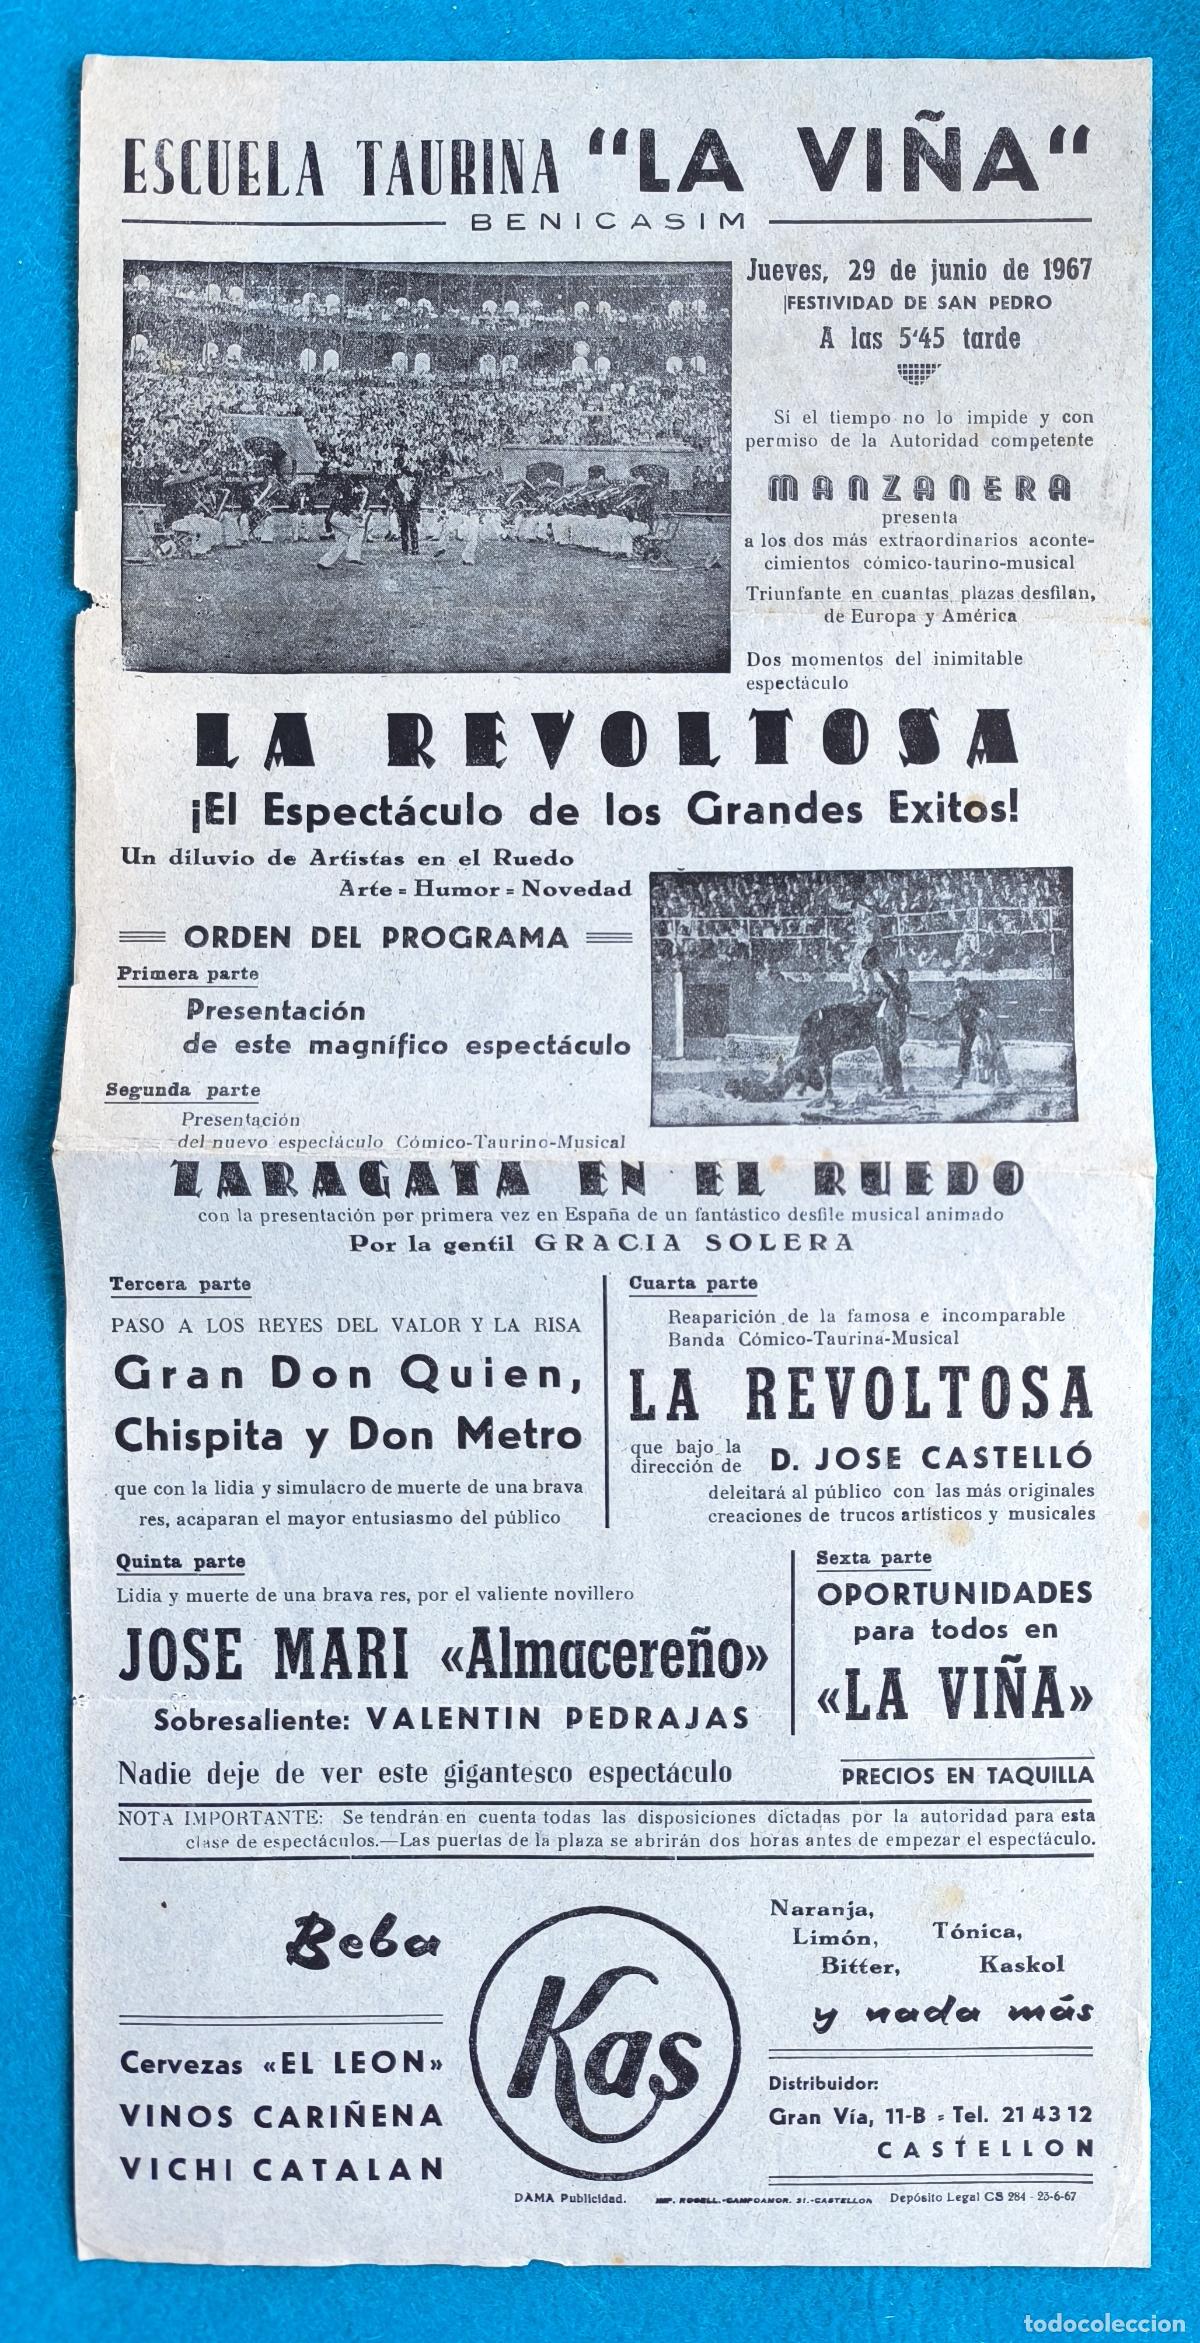 ESCUELA TAURINA "LA VIÑA"
BENICASIM
Jueves, 29 de junio de 1967
FESTIVIDAD DE SAN PEDRO
A las 5'45 tarde
Si el tiempo no lo impide y con
permiso de la Autoridad competente
MANZANERA
presenta
a los dos más extraordinarios aconte-
cimientos cómico-taurino-musical
Triunfante en cuantas plazas desfilan,
de Europa y América
Dos momentos del inimitable
espectáculo
LA REVOLTOSA
¡El Espectáculo de los Grandes Exitos!
Un diluvio de Artistas en el Ruedo
Arte = Humor = Novedad
ORDEN DEL PROGRAMA
Primera parte
Presentación
de este magnífico espectáculo
Segunda parte
Presentación
del nuevo espectáculo Cómico-Taurino-Musical
ZARAGATA EN EL RUEDO
con la presentación por primera vez en España de un fantástico desfile musical animado
Por la gentil GRACIA SOLERA
Tercera parte
PASO A LOS REYES DEL VALOR Y LA RISA
Gran Don Quien,
Chispita y Don Metro
que con la lidia y simulacro de muerte de una brava
res, acaparan el mayor entusiasmo del público
Cuarta parte
Reaparición de la famosa e incomparable
Banda Cómico-Taurina-Musical
LA REVOLTOSA
que bajo la
dirección de D. JOSE CASTELLÓ
deleitará al público con las más originales
creaciones de trucos artísticos y musicales
Quinta parte
Lidia y muerte de una brava res, por el valiente novillero
JOSE MARI «Almacereño»
Sobresaliente: VALENTIN PEDRAJAS
Sexta parte
OPORTUNIDADES
para todos en
«LA VIÑA»
Nadie deje de ver este gigantesco espectáculo
PRECIOS EN TAQUILLA
NOTA IMPORTANTE: Se tendrán en cuenta todas las disposiciones dictadas por la autoridad para esta
clase de espectáculos.—Las puertas de la plaza se abrirán dos horas antes de empezar el espectáculo.
Beba
Cervezas «EL LEON»
VINOS CARIÑENA
VICHI CATALAN
Kas
Naranja,
Limón, Tónica,
Bitter, Kaskol
y nada más
Distribuidor:
Gran Vía, 11-B = Tel. 21 43 12
CASTELLON
DAMA Publicidad. IMP. ROSELL.-CAMPOAMOR. 31.-CASTELLON Depósito Legal CS 284 - 23-6-67
todocoleccion